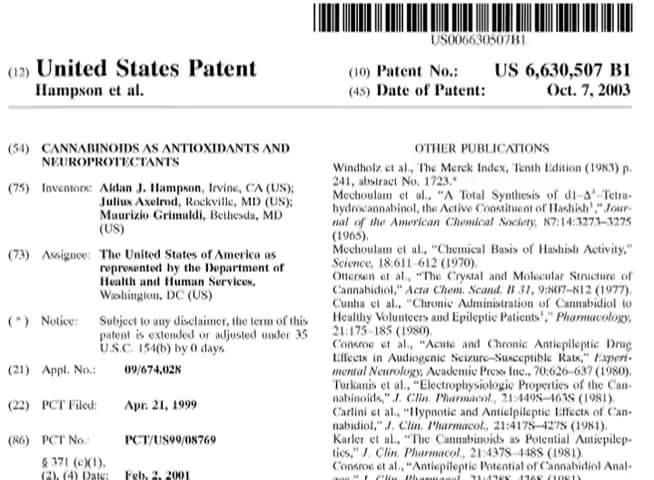 US006630507B1
(12) United States Patent
Hampson et al.
(10) Patent No.: US 6,630,507 B1
(45) Date of Patent: Oct. 7, 2003
(54) CANNABINOIDS AS ANTIOXIDANTS AND
NEUROPROTECTANTS
(75) Inventors: Aidan J. Hampson, Irvine, CA (US);
Julius Axelrod, Rockville, MD (US);
Maurizio Grimaldi, Bethesda, MD
(US)
(73) Assignee: The United States of America as
represented by the Department of
Health and Human Services,
Washington, DC (US)
( * ) Notice: Subject to any disclaimer, the term of this
patent is extended or adjusted under 35
U.S.C. 154(b) by 0 days.
(21) Appl. No.: 09/674,028
(22) PCT Filed: Apr. 21, 1999
(86) PCT No.: PCT/US99/08769
§ 371 (c)(1),
(2), (4) Date: Feb. 2, 2001
OTHER PUBLICATIONS
Windholz et al., The Merck Index, Tenth Edition (1983) p.
241, abstract No. 1723.*
Mechoulam et al., “A Total Synthesis of dl-Δ¹-Tetra-
hydrocannabinol, the Active Constituent of Hashish¹,” Jour-
nal of the American Chemical Society, 87:14:3273-3275
(1965).
Mechoulam et al., “Chemical Basis of Hashish Activity,”
Science, 18:611-612 (1970).
Ottersen et al., “The Crystal and Molecular Structure of
Cannabidiol,” Acta Chem. Scand. B 31, 9:807-812 (1977).
Cunha et al., “Chronic Administration of Cannabidiol to
Healthy Volunteers and Epileptic Patients¹,” Pharmacology,
21:175-185 (1980).
Consroe et al., “Acute and Chronic Antiepileptic Drug
Effects in Audiogenic Seizure-Susceptible Rats,” Experi-
mental Neurology, Academic Press Inc., 70:626-637 (1980).
Turkanis et al., “Electrophysiologic Properties of the Can-
nabinoids,” J. Clin. Pharmacol., 21:449S-463S (1981).
Carlini et al., “Hypnotic and Antielpileptic Effects of Can-
nabidiol,” J. Clin. Pharmacol., 21:417S-427S (1981).
Karler et al., “The Cannabinoids as Potential Antiepilep-
tics,” J. Clin. Pharmacol., 21:437S-448S (1981).
Consroe et al., “Antiepileptic Potential of Cannabidiol Anal-